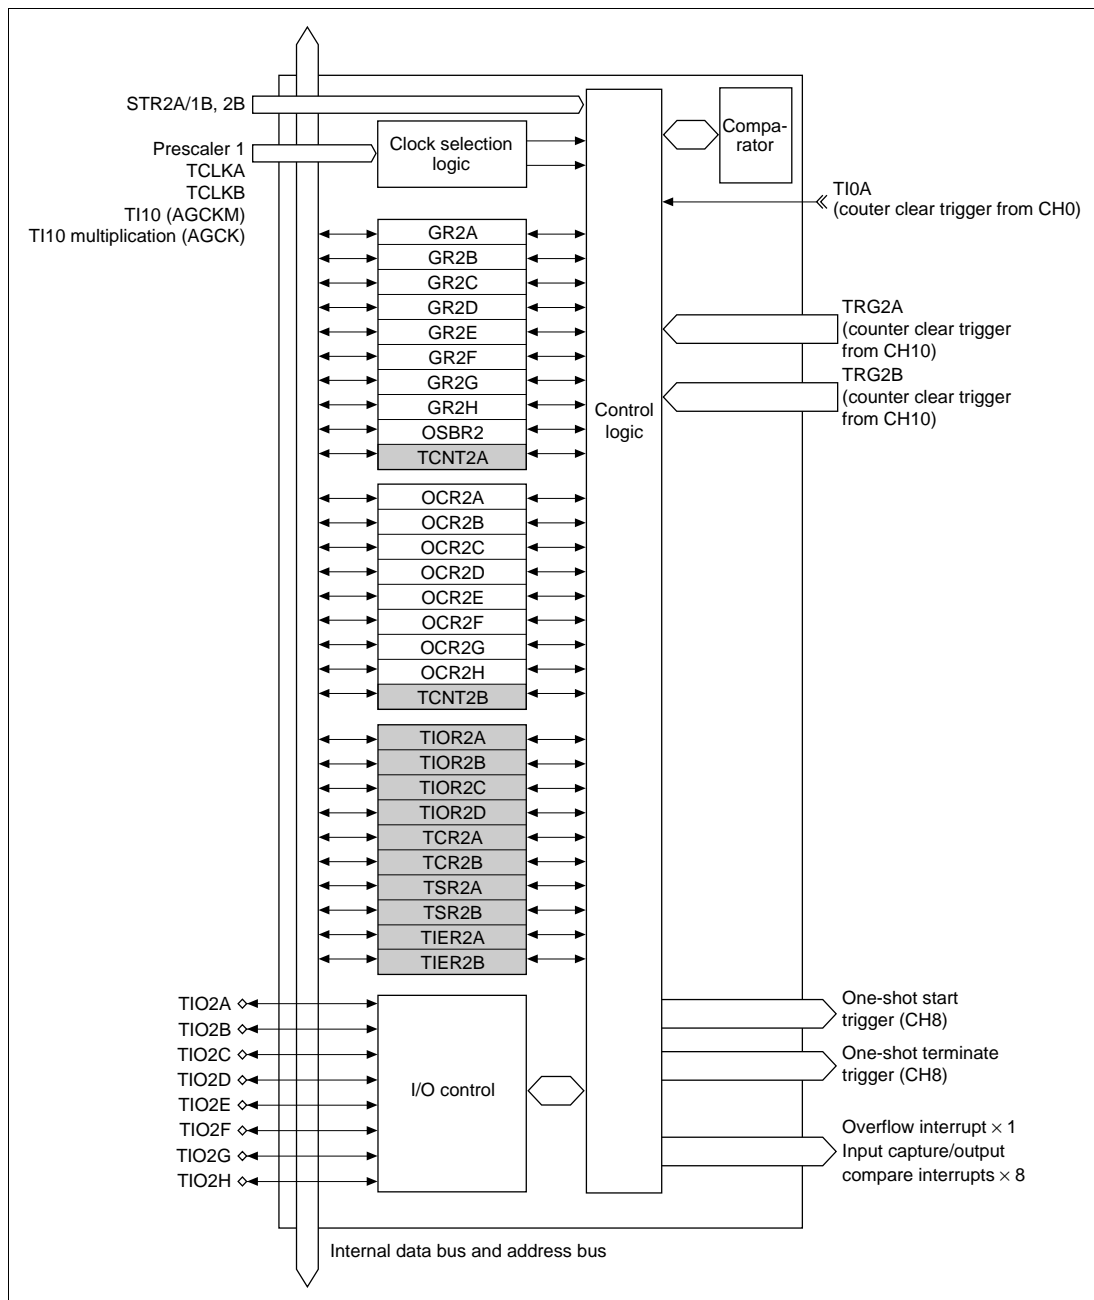 STR2A/1B, 2B
Prescaler 1
TCLKA
TCLKB
TI10 (AGCKM)
TI10 multiplication (AGCK)
Clock selection
logic
Compa-
rator
TI0A
(couter clear trigger from CH0)
GR2A
GR2B
GR2C
GR2D
GR2E
GR2F
GR2G
GR2H
OSBR2
TCNT2A
TRG2A
(counter clear trigger
from CH10)
TRG2B
(counter clear trigger
from CH10)
Control
logic
OCR2A
OCR2B
OCR2C
OCR2D
OCR2E
OCR2F
OCR2G
OCR2H
TCNT2B
TIOR2A
TIOR2B
TIOR2C
TIOR2D
TCR2A
TCR2B
TSR2A
TSR2B
TIER2A
TIER2B
TIO2A
TIO2B
TIO2C
TIO2D
TIO2E
TIO2F
TIO2G
TIO2H
I/O control
One-shot start
trigger (CH8)
One-shot terminate
trigger (CH8)
Overflow interrupt × 1
Input capture/output
compare interrupts × 8
Internal data bus and address bus